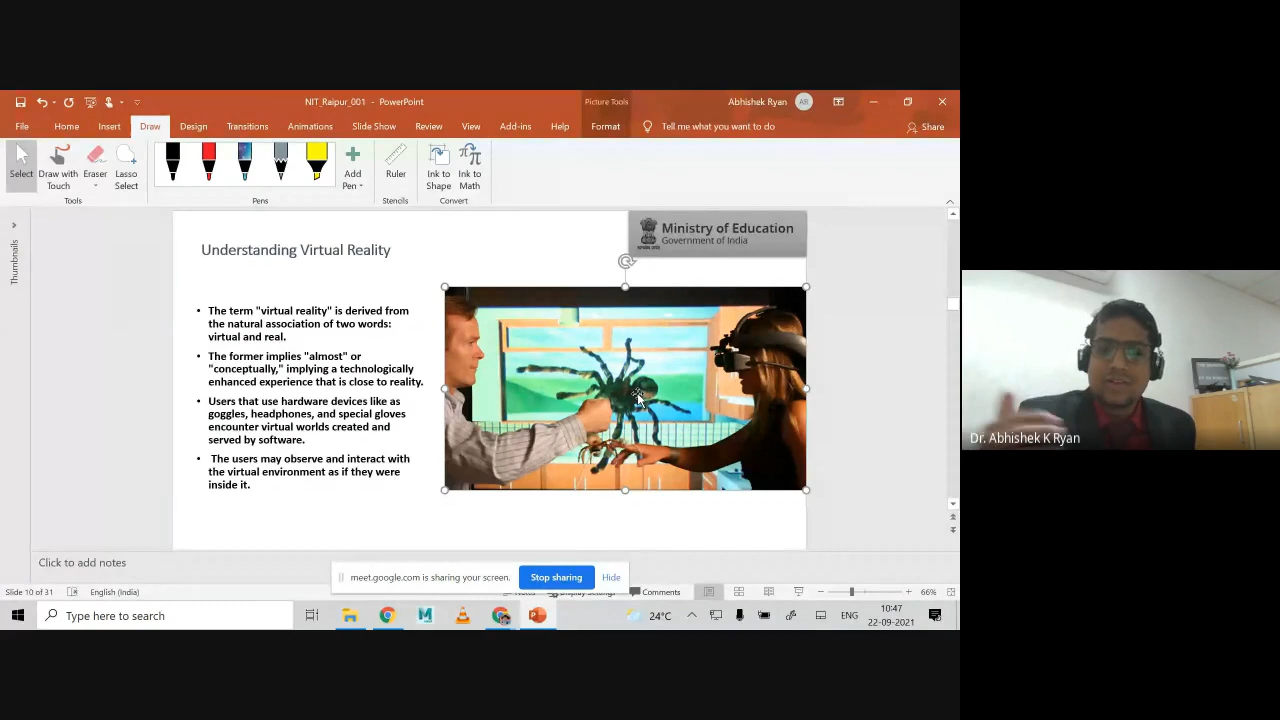 NIT_Raipur_001 - PowerPoint
Picture Tools
Abhishek Ryan
AR
File Home Insert Draw Design Transitions Animations Slide Show Review View Add-ins Help Format Tell me what you want to do Share
Select
Draw with Touch
Eraser
Lasso Select
Add Pen
Ruler
Ink to Shape
Ink to Math
Tools
Pens
Stencils
Convert
Thumbnails
Understanding Virtual Reality
Ministry of Education
Government of India
• The term "virtual reality" is derived from
the natural association of two words:
virtual and real.
• The former implies "almost" or
"conceptually," implying a technologically
enhanced experience that is close to reality.
• Users that use hardware devices like as
goggles, headphones, and special gloves
encounter virtual worlds created and
served by software.
• The users may observe and interact with
the virtual environment as if they were
inside it.
Dr. Abhishek K Ryan
Click to add notes
meet.google.com is sharing your screen.
Stop sharing
Hide
Slide 10 of 31
English (India)
Comments
66%
Type here to search
24°C
ENG
10:47
22-09-2021